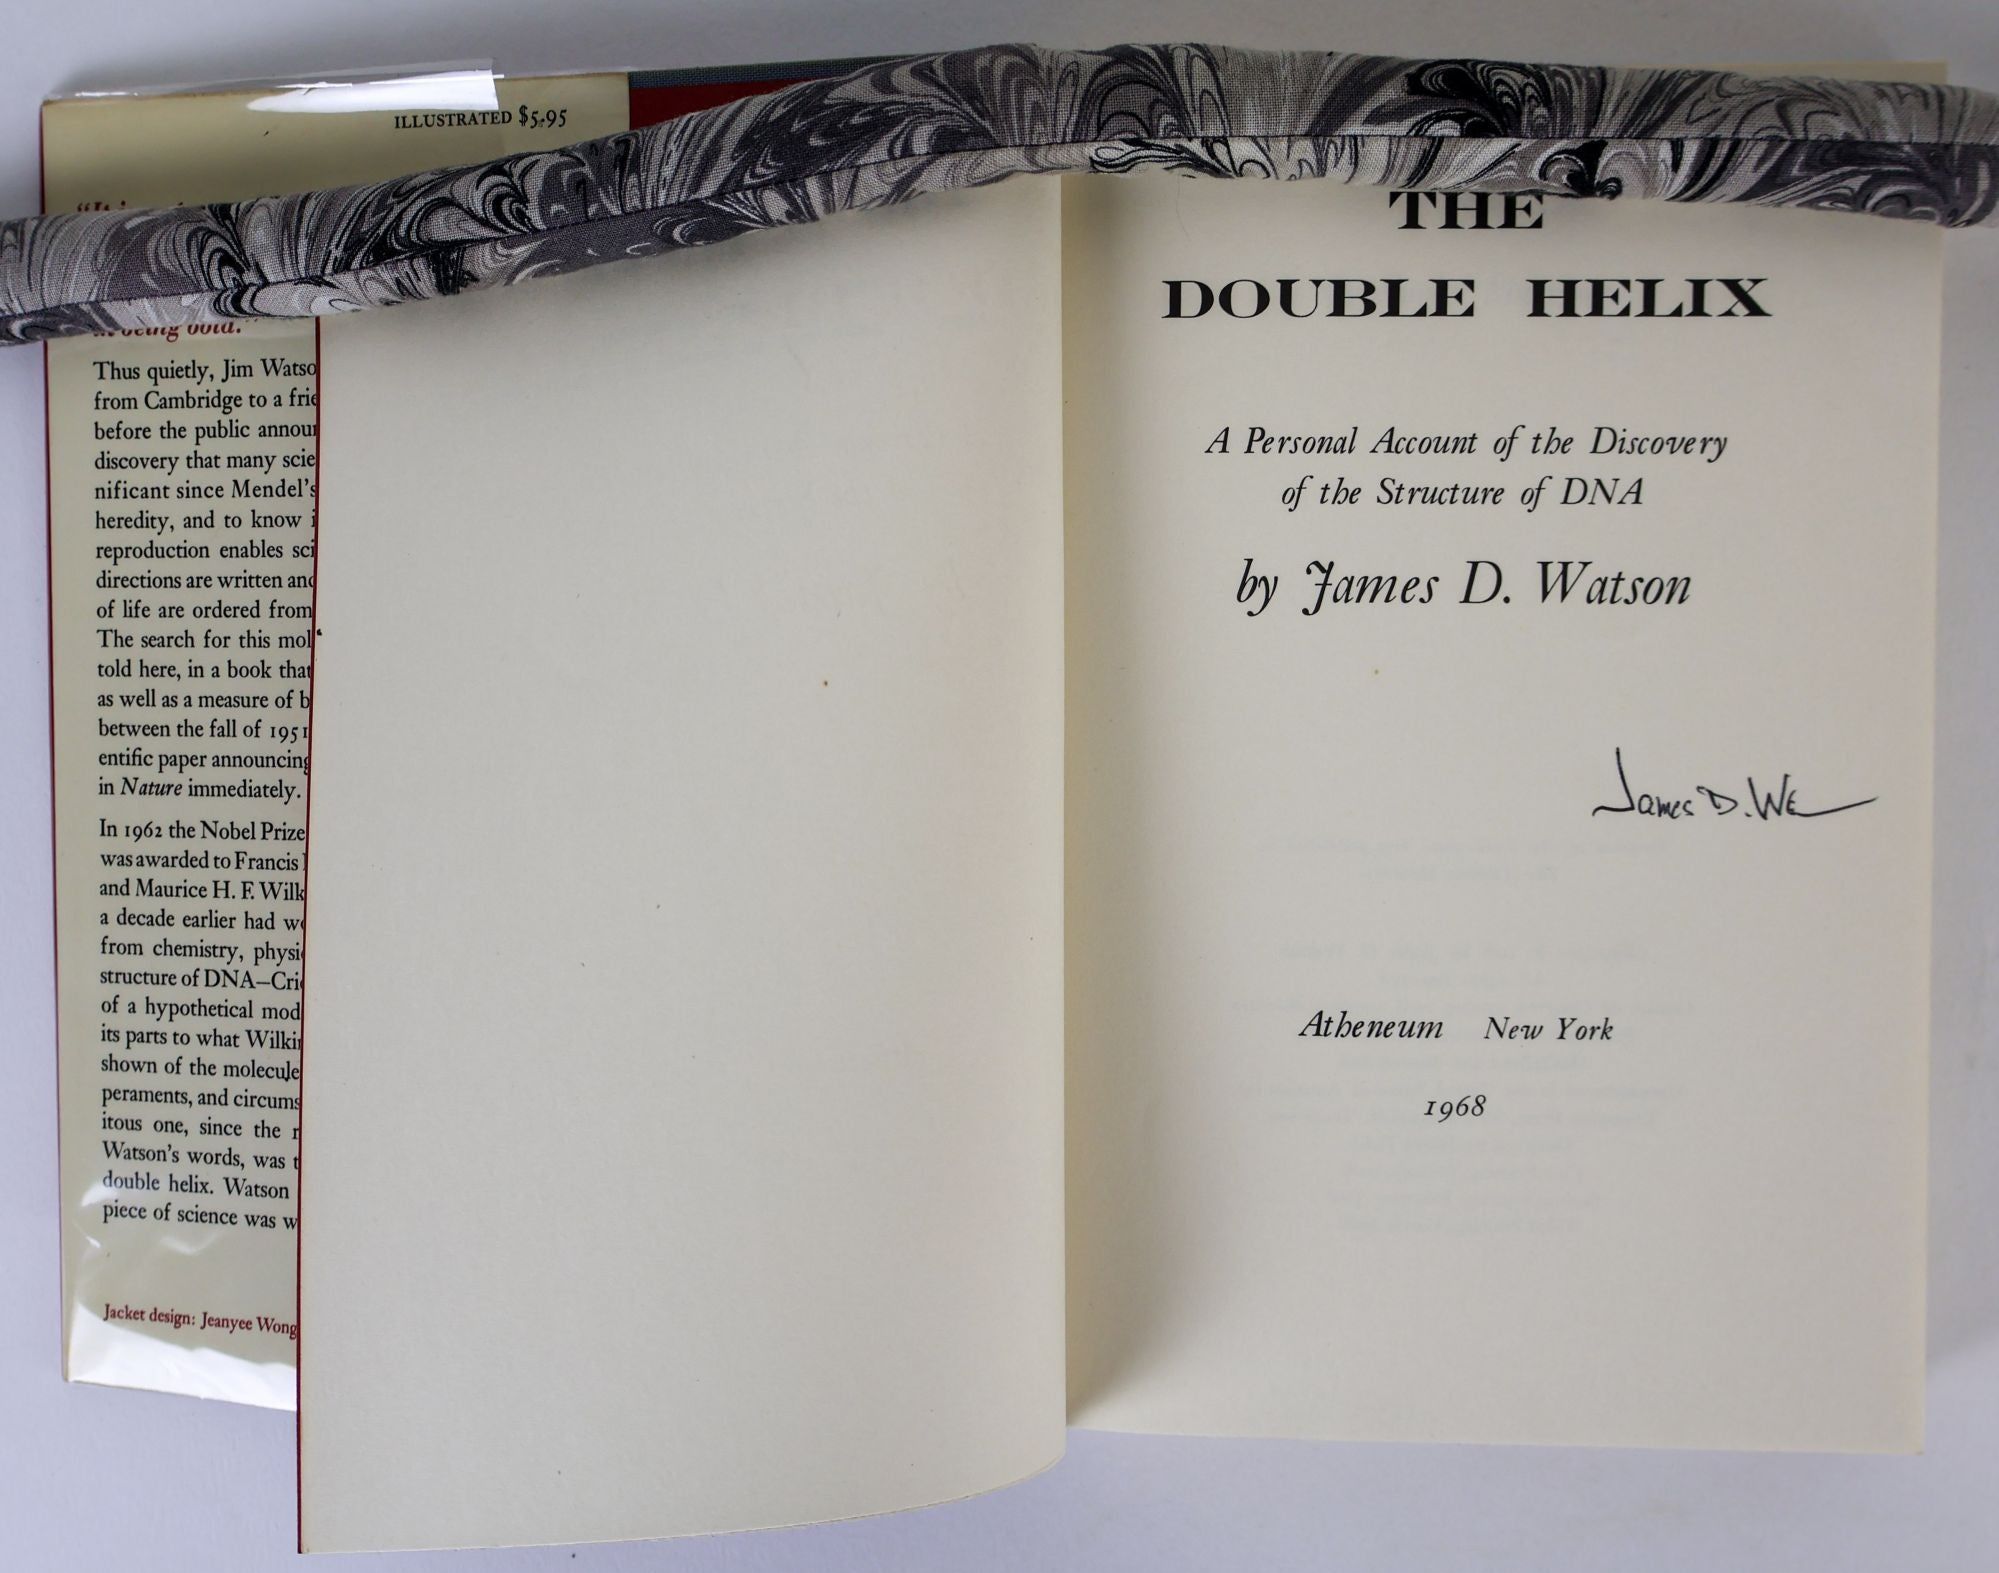 ILLUSTRATED $5.95
at being bold."
Thus quietly, Jim Watso
from Cambridge to a frie
before the public announ
discovery that many scie
nificant since Mendel's
heredity, and to know i
reproduction enables sci
directions are written and
of life are ordered from
The search for this mol
told here, in a book that
as well as a measure of b
between the fall of 1951
entific paper announcing
in Nature immediately.
In 1962 the Nobel Prize
was awarded to Francis
and Maurice H. F. Wilk
a decade earlier had wo
from chemistry, physi
structure of DNA—Cri
of a hypothetical mod
its parts to what Wilki
shown of the molecule
peraments, and circums
itous one, since the r
Watson's words, was t
double helix. Watson
piece of science was w
Jacket design: Jeanyee Wong
THE
DOUBLE HELIX
A Personal Account of the Discovery
of the Structure of DNA
by James D. Watson
James D. Wa
Atheneum New York
1968